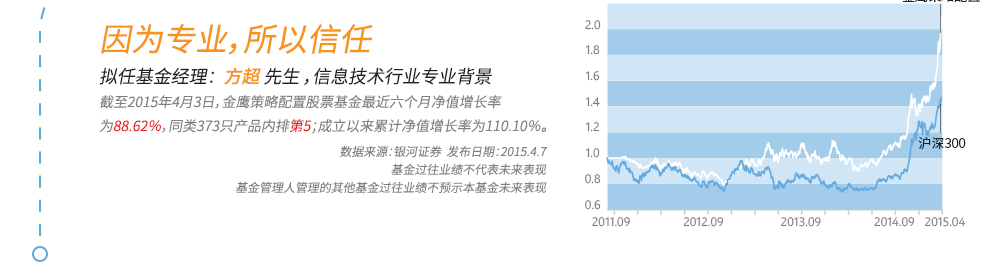 因为专业，所以信任
拟任基金经理：方超 先生，信息技术行业专业背景
截至2015年4月3日，金鹰策略配置股票基金最近六个月净值增长率
为88.62%，同类373只产品内排第5；成立以来累计净值增长率为110.10%。
数据来源：银河证券 发布日期：2015.4.7
基金过往业绩不代表未来表现
基金管理人管理的其他基金过往业绩不预示本基金未来表现
2.0
1.8
1.6
1.4
1.2
1.0
0.8
0.6
沪深300
2011.09
2012.09
2013.09
2014.09
2015.04